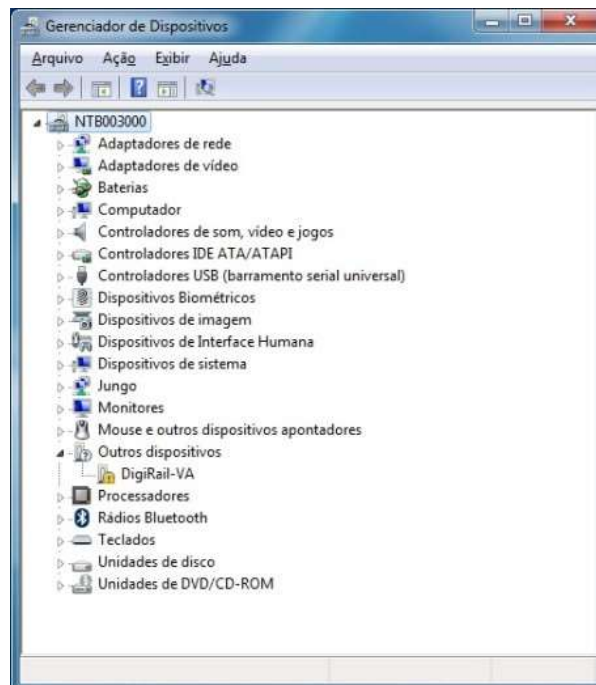 Gerenciador de Dispositivos
Arquivo Ação Exibir Ajuda
NTB003000
Adaptadores de rede
Adaptadores de vídeo
Baterias
Computador
Controladores de som, vídeo e jogos
Controladores IDE ATA/ATAPI
Controladores USB (barramento serial universal)
Dispositivos Biométricos
Dispositivos de imagem
Dispositivos de Interface Humana
Dispositivos de sistema
Jungo
Monitores
Mouse e outros dispositivos apontadores
Outros dispositivos
DigiRail-VA
Processadores
Rádios Bluetooth
Teclados
Unidades de disco
Unidades de DVD/CD-ROM